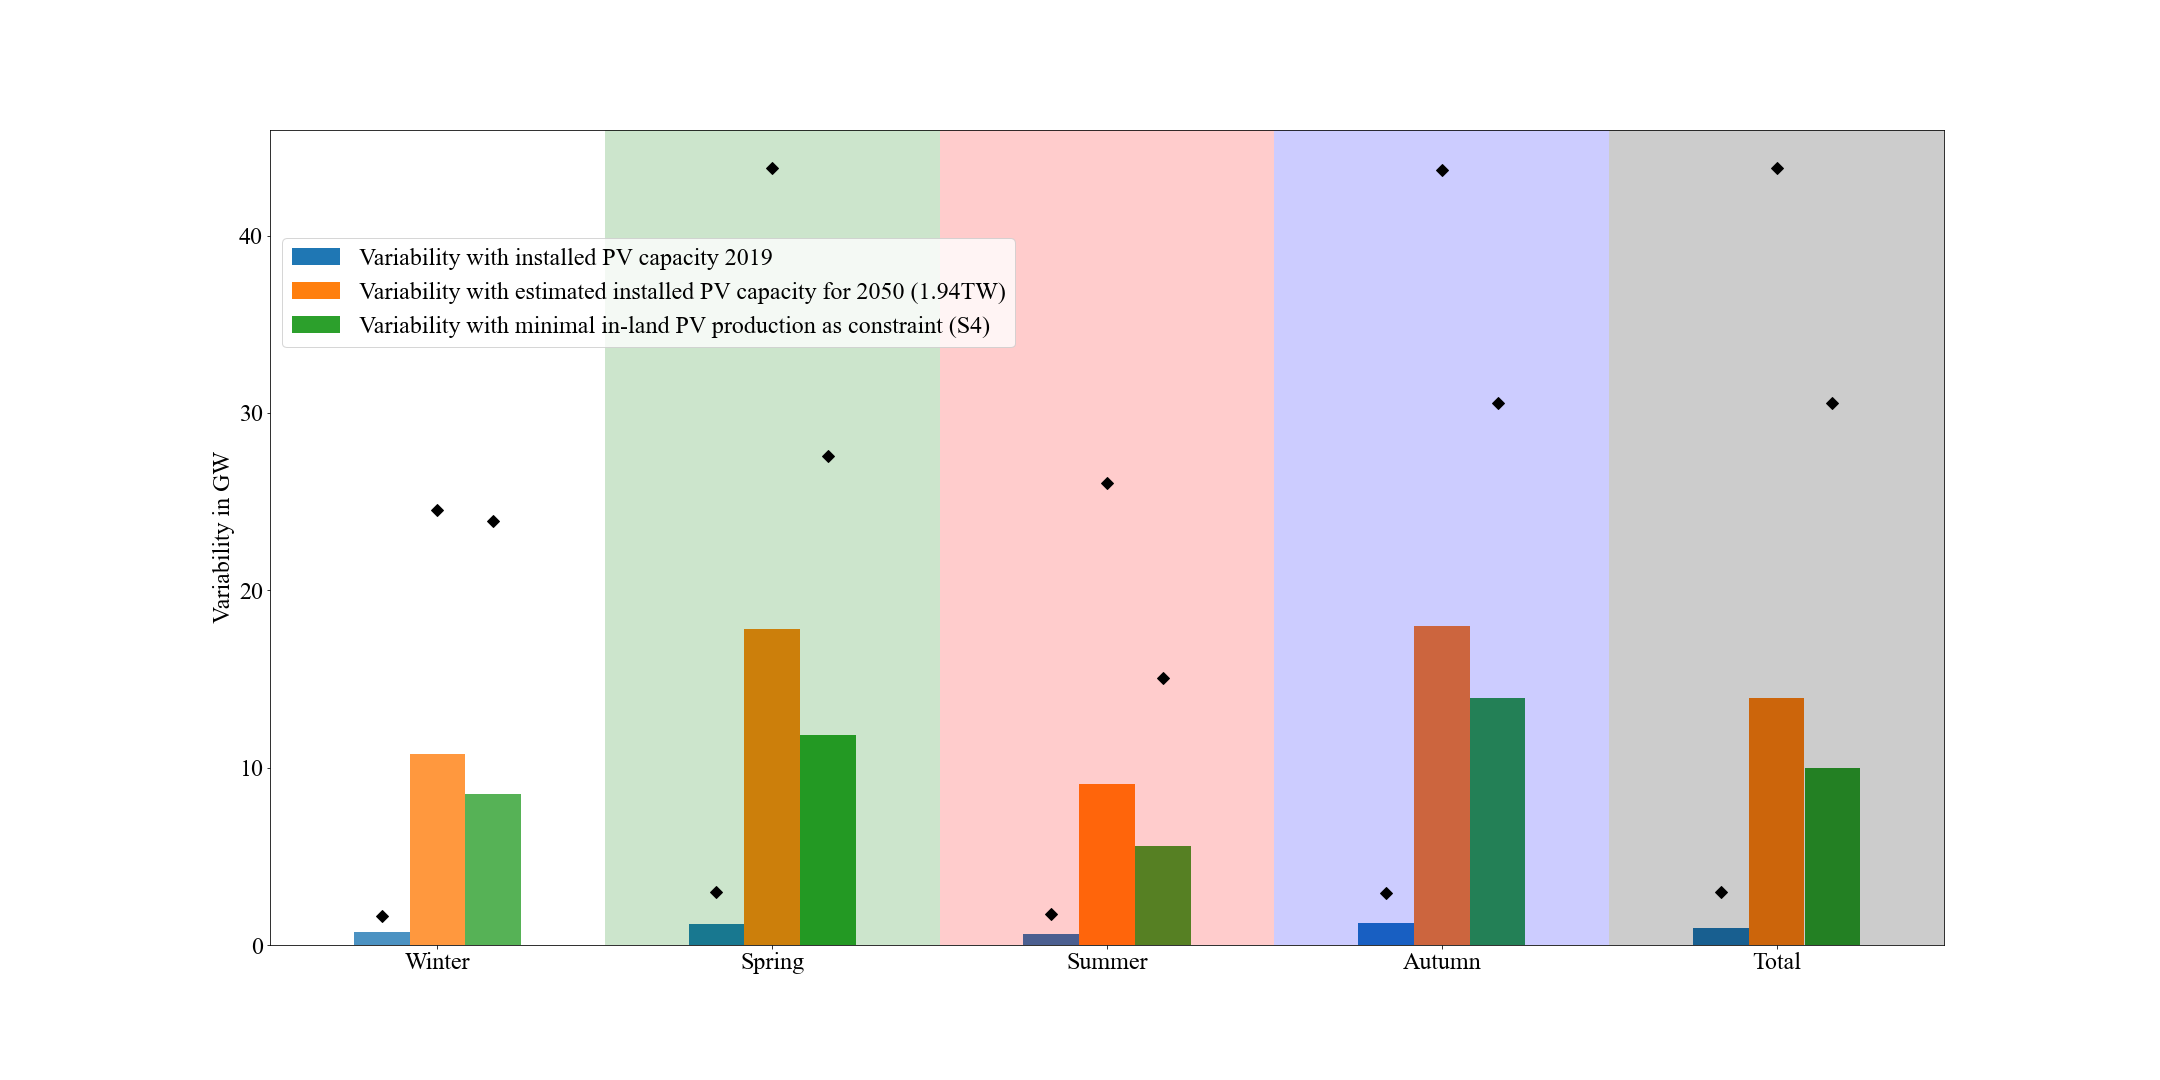 40
30
20
10
0
Variability in GW
Variability with installed PV capacity 2019
Variability with estimated installed PV capacity for 2050 (1.94TW)
Variability with minimal in-land PV production as constraint (S4)
Winter Spring Summer Autumn Total